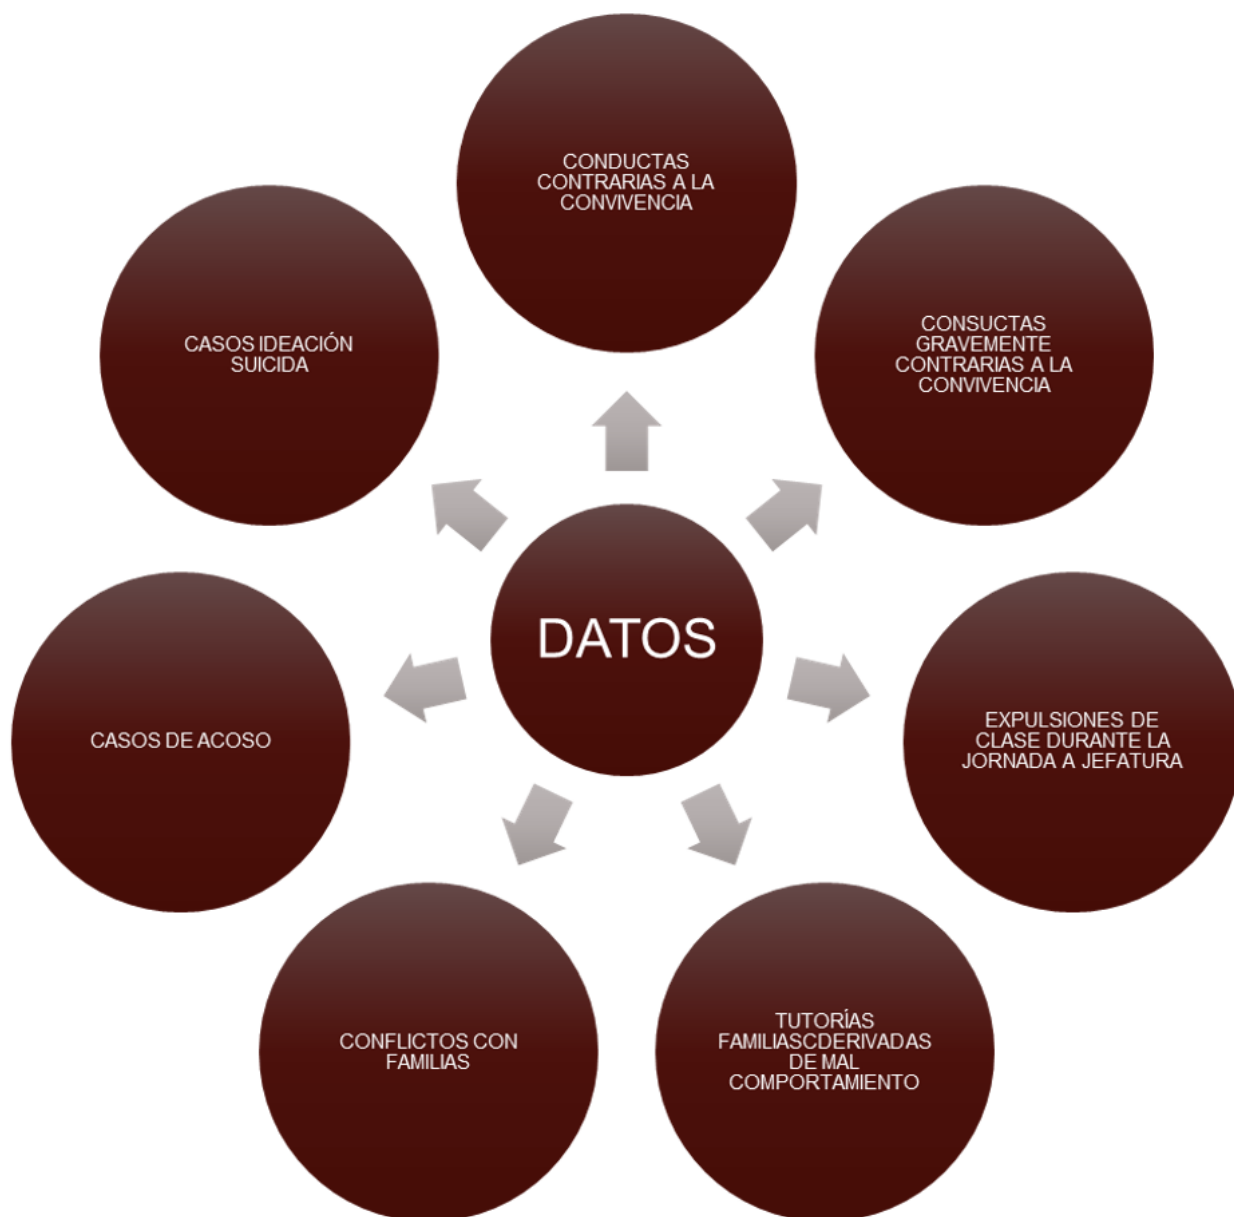 CONDUCTAS
CONTRARIAS A LA
CONVIVENCIA
CONSUCTAS
GRAVEMENTE
CONTRARIAS A LA
CONVIVENCIA
EXPULSIONES DE
CLASE DURANTE LA
JORNADA A JEFATURA
TUTORÍAS
FAMILIASCDERIVADAS
DE MAL
COMPORTAMIENTO
CONFLICTOS CON
FAMILIAS
CASOS DE ACOSO
CASOS IDEACIÓN
SUICIDA
DATOS